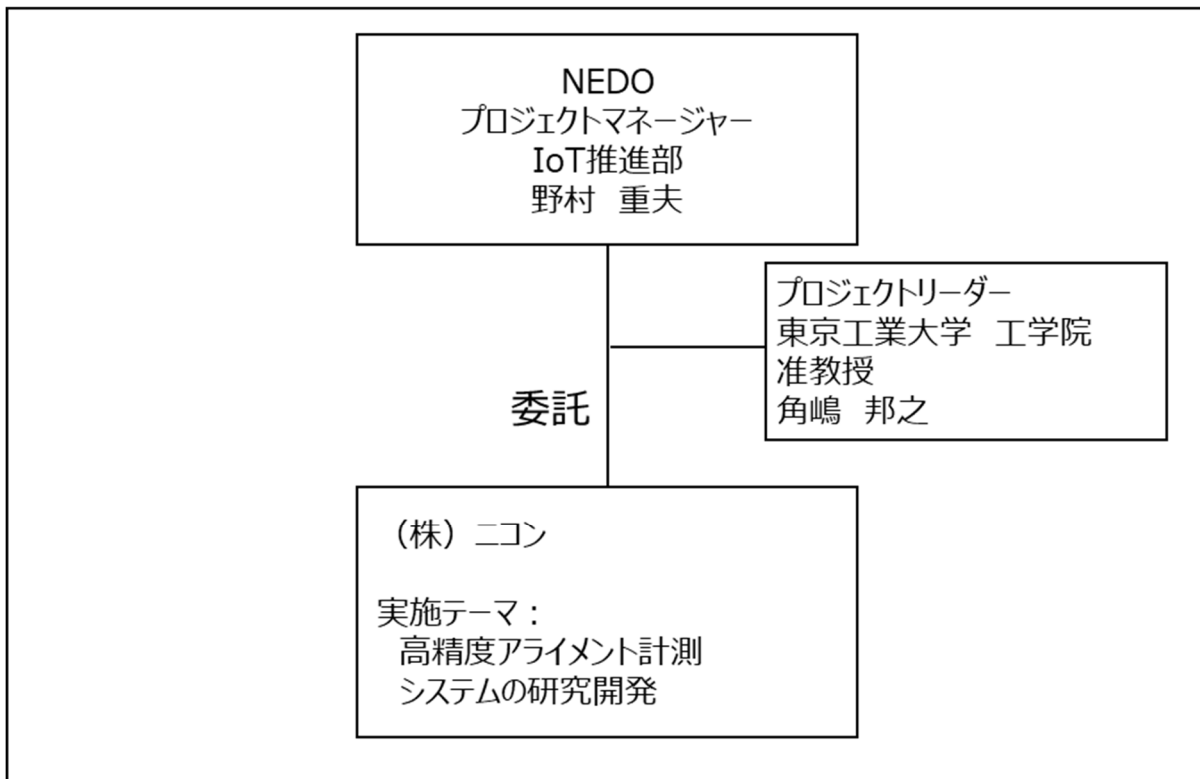 NEDO
プロジェクトマネージャー
IoT推進部
野村　重夫
プロジェクトリーダー
東京工業大学　工学院
准教授
角嶋　邦之
委託
（株）ニコン
実施テーマ：
高精度アライメント計測
システムの研究開発